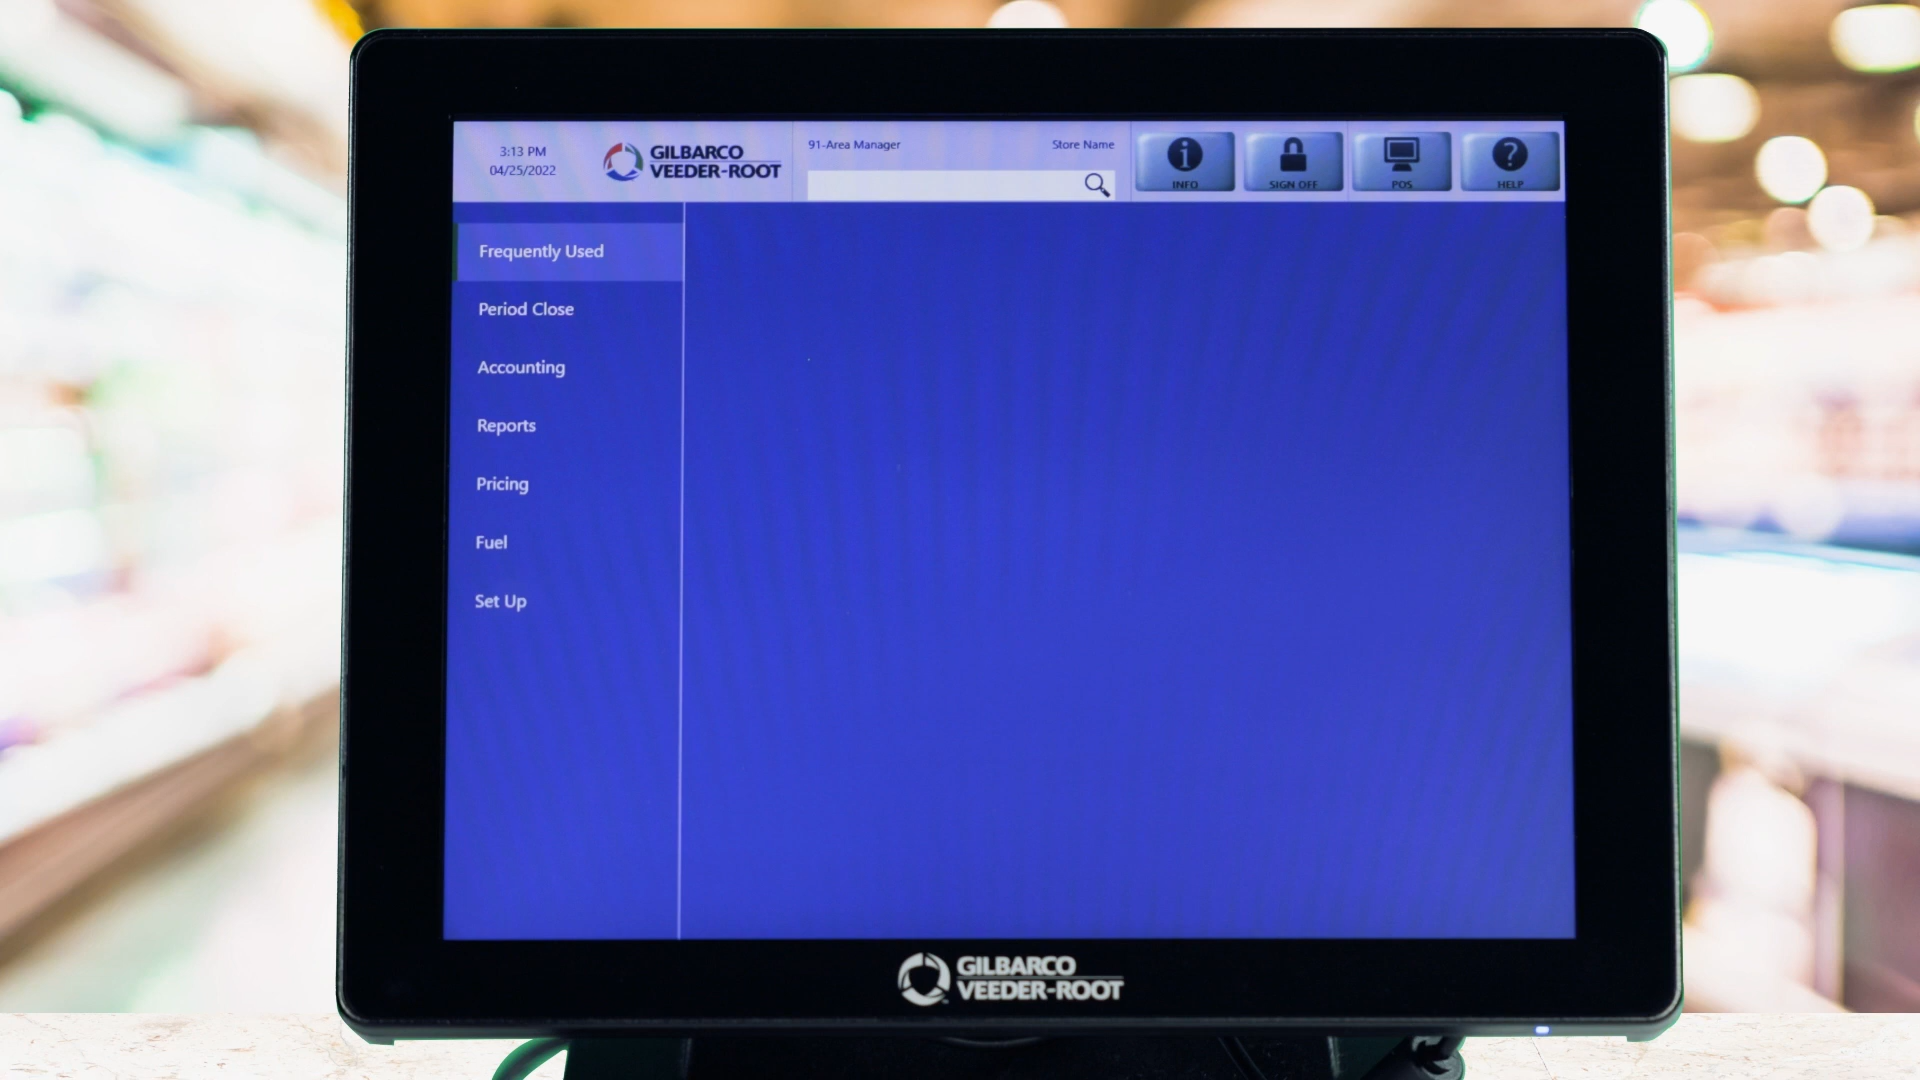 3:13 PM
04/25/2022
GILBARCO
VEEDER-ROOT
91-Area Manager
Store Name
INFO
SIGN OFF
POS
HELP
Frequently Used
Period Close
Accounting
Reports
Pricing
Fuel
Set Up
GILBARCO
VEEDER-ROOT